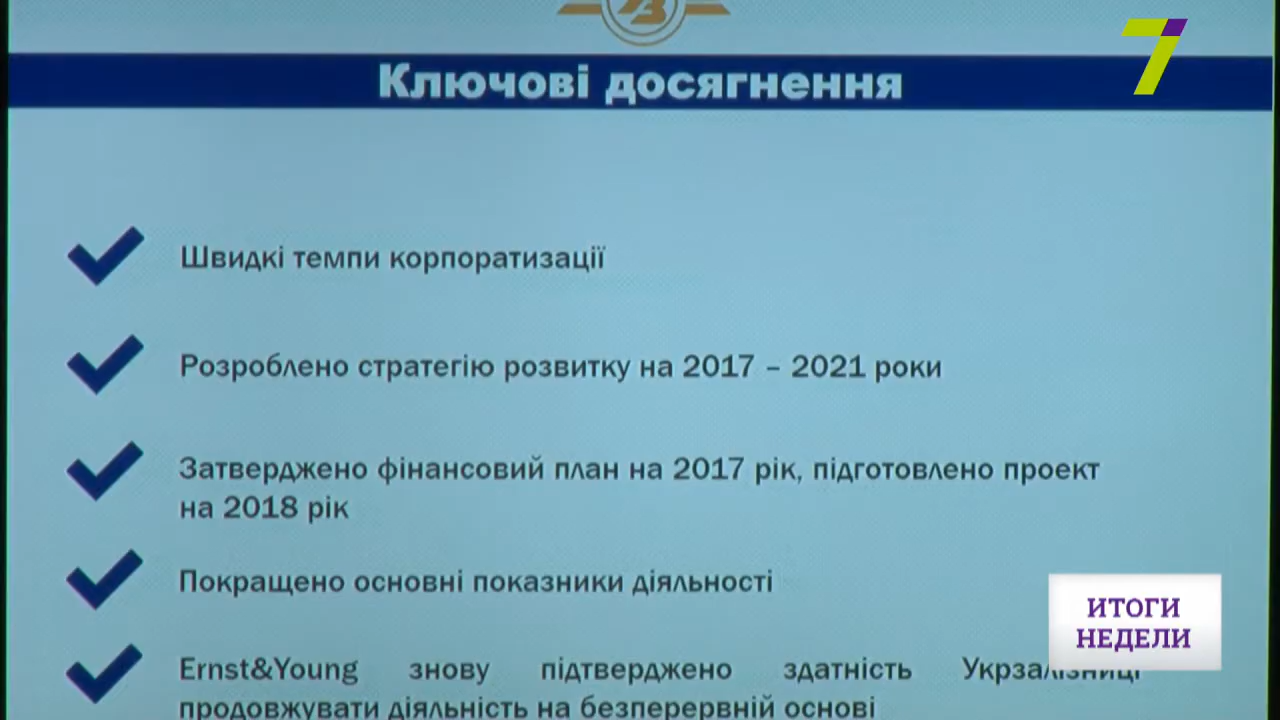 7
Ключові досягнення
Швидкі темпи корпоратизації
Розроблено стратегію розвитку на 2017 – 2021 роки
Затверджено фінансовий план на 2017 рік, підготовлено проект
на 2018 рік
Покращено основні показники діяльності
ИТОГИ
НЕДЕЛИ
Ernst&Young знову підтверджено здатність Укрзалізниці
продовжувати діяльність на безперервній основі